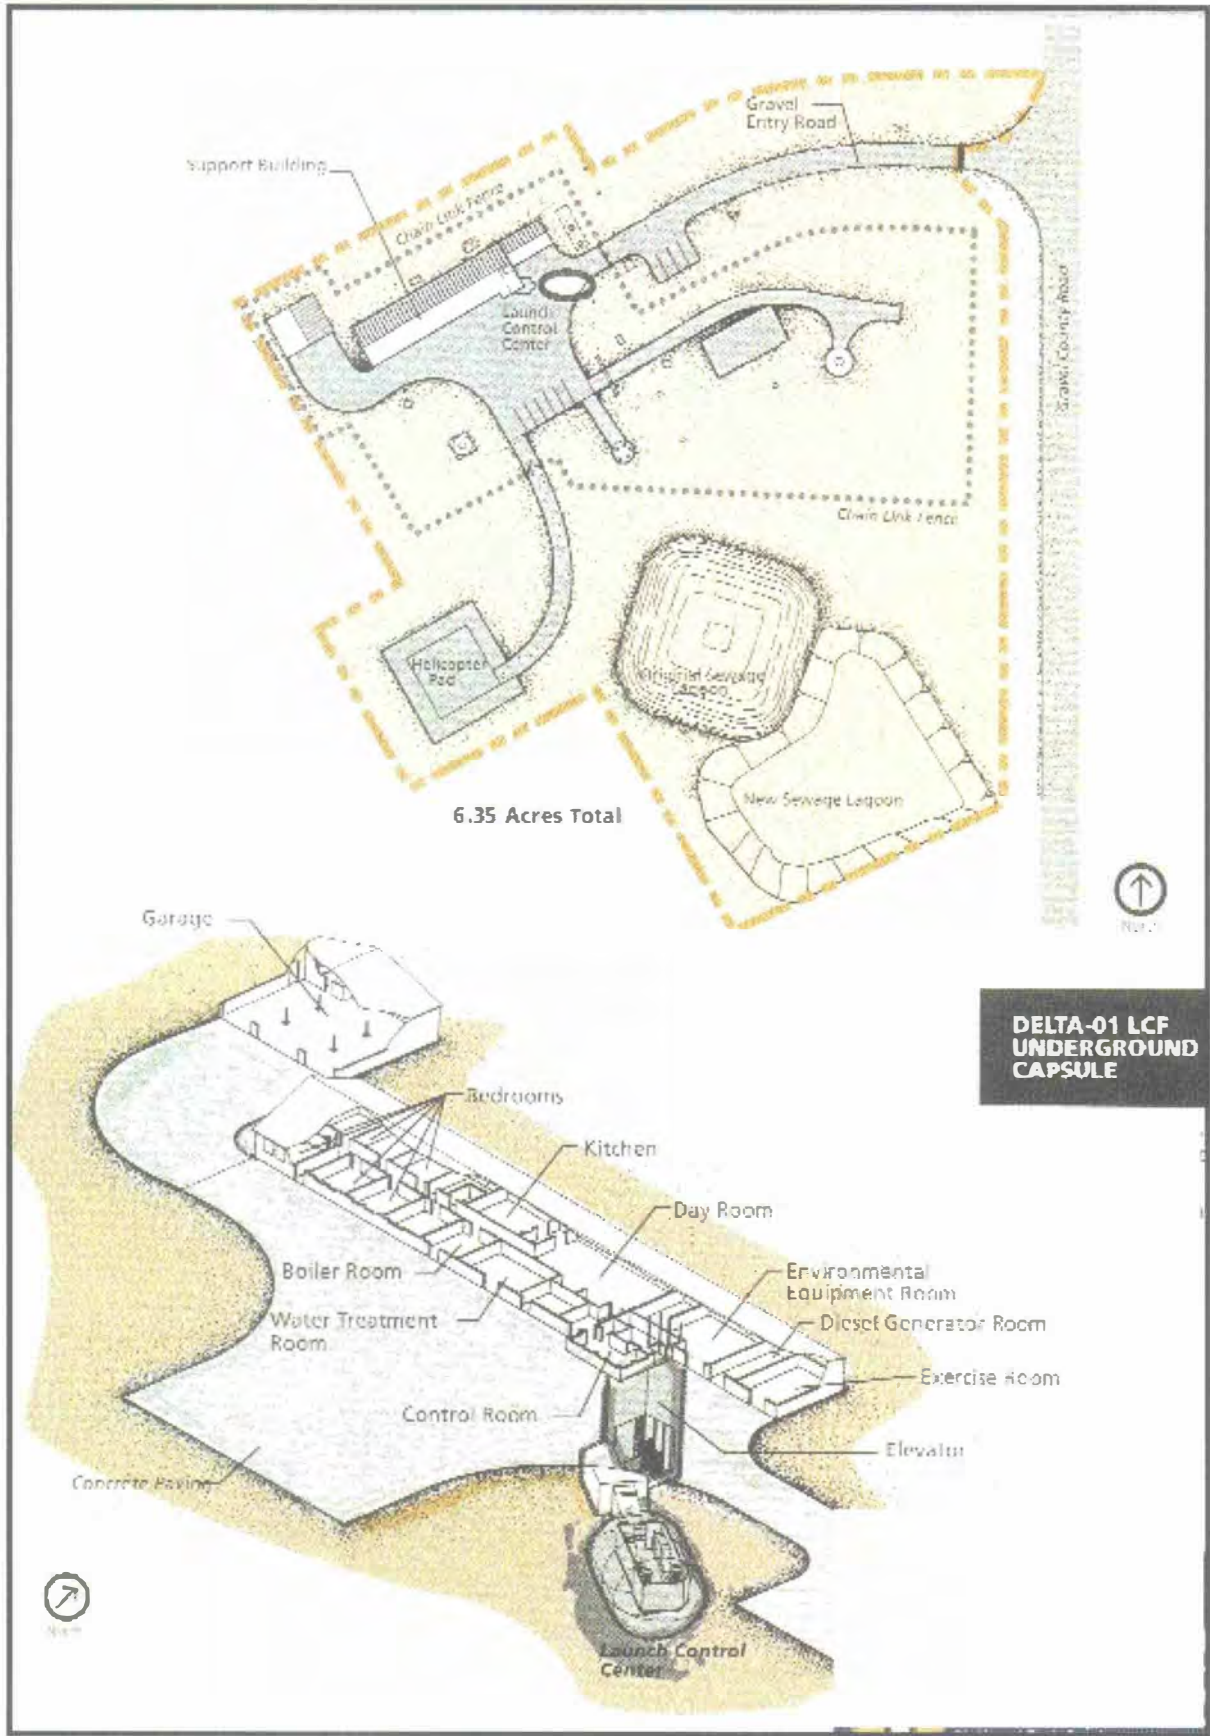 Gravel
Entry Road
Support Building
Chain Link Fence
Launch
Control
Center
Gravel County Road
Chain Link Fence
Helicopter
Pad
Original Sewage
Lagoon
New Sewage Lagoon
6.35 Acres Total
North
Garage
DELTA-01 LCF
UNDERGROUND
CAPSULE
Bedrooms
Kitchen
Day Room
Boiler Room
Environmental
Equipment Room
Water Treatment
Room
Diesel Generator Room
Exercise Room
Control Room
Elevator
Concrete Paving
North
Launch Control
Center